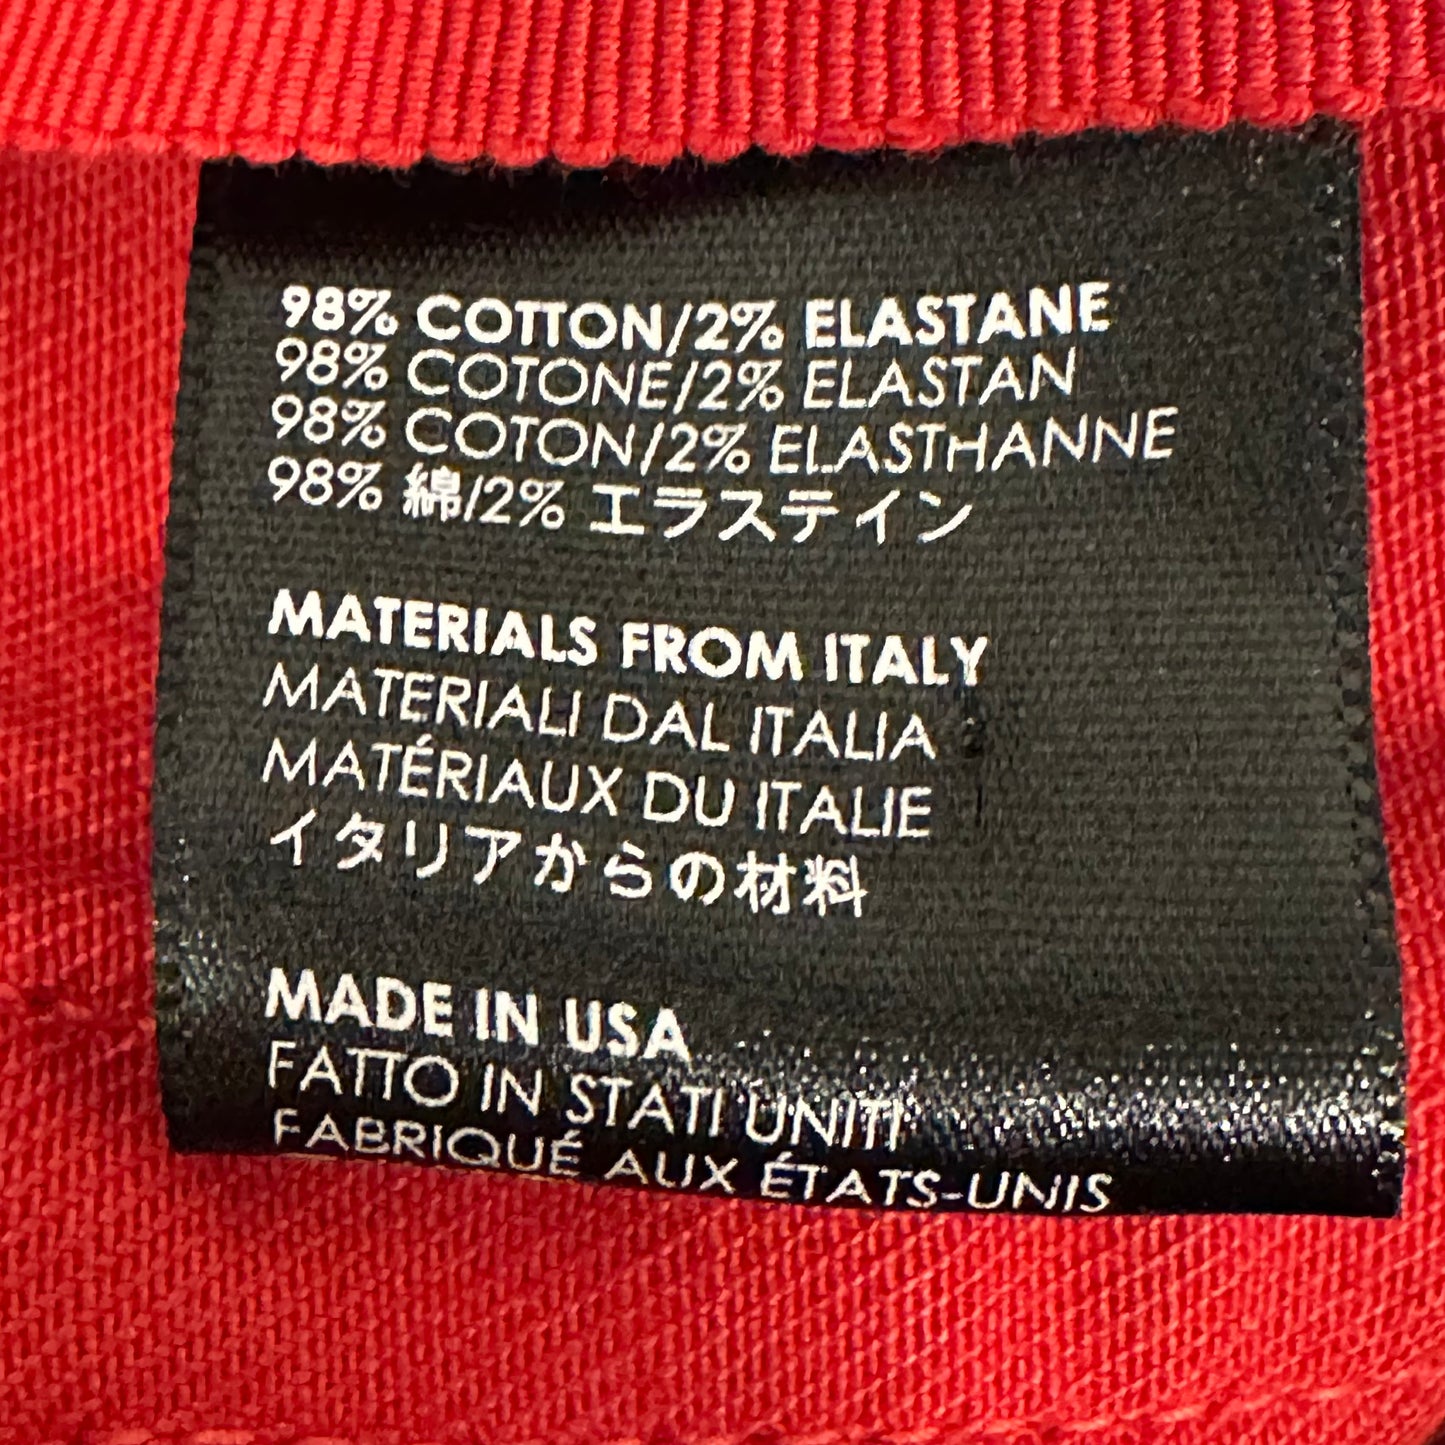 98% COTTON/2% ELASTANE
98% COTONE/2% ELASTAN
98% COTON/2% ELASTHANNE
98% 綿/2% エラステイン
MATERIALS FROM ITALY
MATERIALI DAL ITALIA
MATÉRIAUX DU ITALIE
イタリアからの材料
MADE IN USA
FATTO IN STATI UNITI
FABRIQUÉ AUX ÉTATS-UNIS